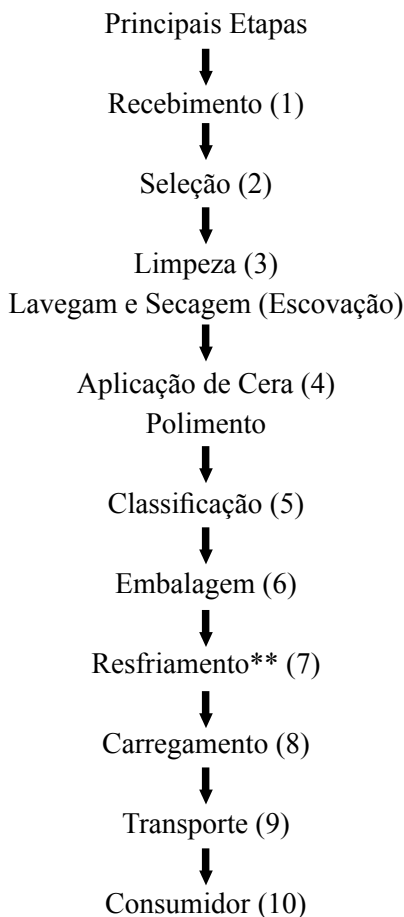 Principais Etapas
Recebimento (1)
Seleção (2)
Limpeza (3)
Lavegam e Secagem (Escovação)
Aplicação de Cera (4)
Polimento
Classificação (5)
Embalagem (6)
Resfriamento** (7)
Carregamento (8)
Transporte (9)
Consumidor (10)